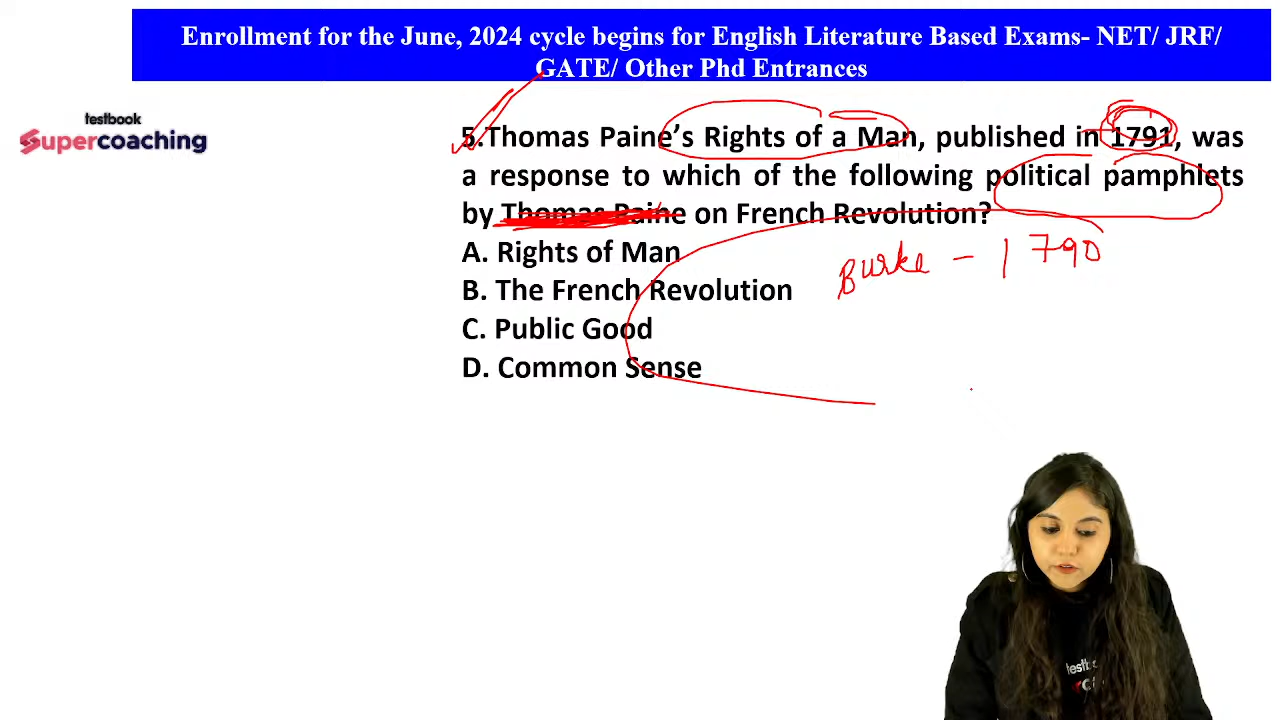 Enrollment for the June, 2024 cycle begins for English Literature Based Exams- NET/ JRF/
GATE/ Other Phd Entrances
testbook
Supercoaching
5.Thomas Paine's Rights of a Man, published in 1791, was
a response to which of the following political pamphlets
by Thomas Paine on French Revolution?
Burke – 1790
A. Rights of Man
B. The French Revolution
C. Public Good
D. Common Sense